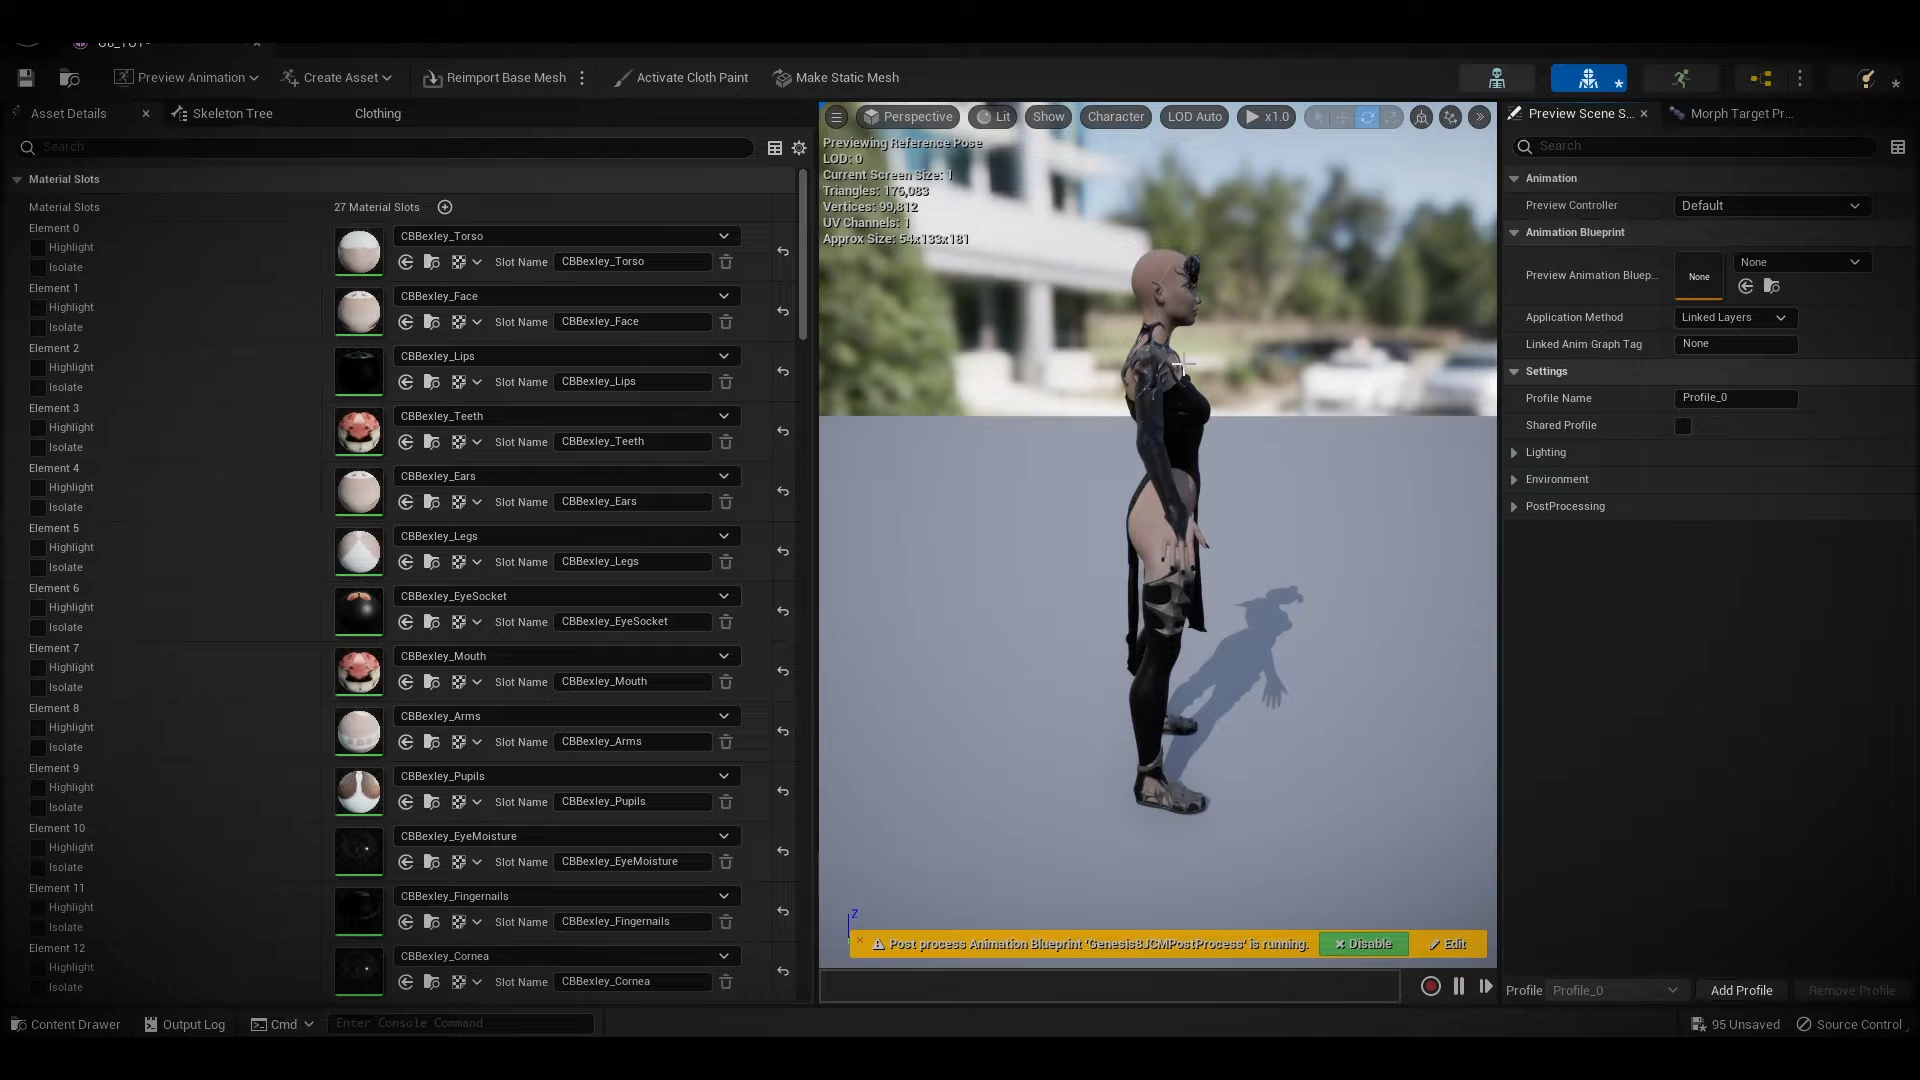 Preview Animation
Create Asset
Reimport Base Mesh
Activate Cloth Paint
Make Static Mesh
Asset Details
Skeleton Tree
Clothing
Search
Material Slots
Material Slots
27 Material Slots
Element 0
Highlight
Isolate
CBBexley_Torso
Slot Name
CBBexley_Torso
Element 1
Highlight
Isolate
CBBexley_Face
Slot Name
CBBexley_Face
Element 2
Highlight
Isolate
CBBexley_Lips
Slot Name
CBBexley_Lips
Element 3
Highlight
Isolate
CBBexley_Teeth
Slot Name
CBBexley_Teeth
Element 4
Highlight
Isolate
CBBexley_Ears
Slot Name
CBBexley_Ears
Element 5
Highlight
Isolate
CBBexley_Legs
Slot Name
CBBexley_Legs
Element 6
Highlight
Isolate
CBBexley_EyeSocket
Slot Name
CBBexley_EyeSocket
Element 7
Highlight
Isolate
CBBexley_Mouth
Slot Name
CBBexley_Mouth
Element 8
Highlight
Isolate
CBBexley_Arms
Slot Name
CBBexley_Arms
Element 9
Highlight
Isolate
CBBexley_Pupils
Slot Name
CBBexley_Pupils
Element 10
Highlight
Isolate
CBBexley_EyeMoisture
Slot Name
CBBexley_EyeMoisture
Element 11
Highlight
Isolate
CBBexley_Fingernails
Slot Name
CBBexley_Fingernails
Element 12
Highlight
Isolate
CBBexley_Cornea
Slot Name
CBBexley_Cornea
Perspective
Lit
Show
Character
LOD Auto
x1.0
Previewing Reference Pose
LOD: 0
Current Screen Size: 1
Triangles: 176,083
Vertices: 99,812
UV Channels: 1
Approx Size: 54x133x181
Z
Post process Animation Blueprint 'Genesis8JCMPostProcess' is running.
Disable
Edit
Preview Scene S...
Morph Target Pr...
Search
Animation
Preview Controller
Default
Animation Blueprint
Preview Animation Bluep...
None
None
Application Method
Linked Layers
Linked Anim Graph Tag
None
Settings
Profile Name
Profile_0
Shared Profile
Lighting
Environment
PostProcessing
Profile
Profile_0
Add Profile
Remove Profile
Content Drawer
Output Log
Cmd
Enter Console Command
95 Unsaved
Source Control